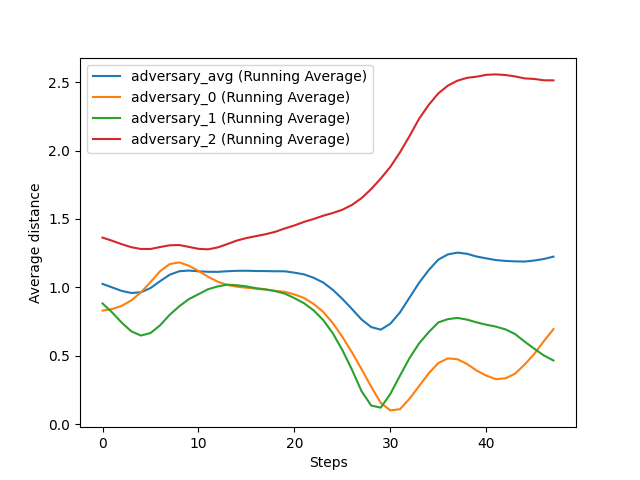 adversary_avg (Running Average)
adversary_0 (Running Average)
adversary_1 (Running Average)
adversary_2 (Running Average)
2.5
2.0
1.5
1.0
0.5
0.0
Average distance
0 10 20 30 40
Steps